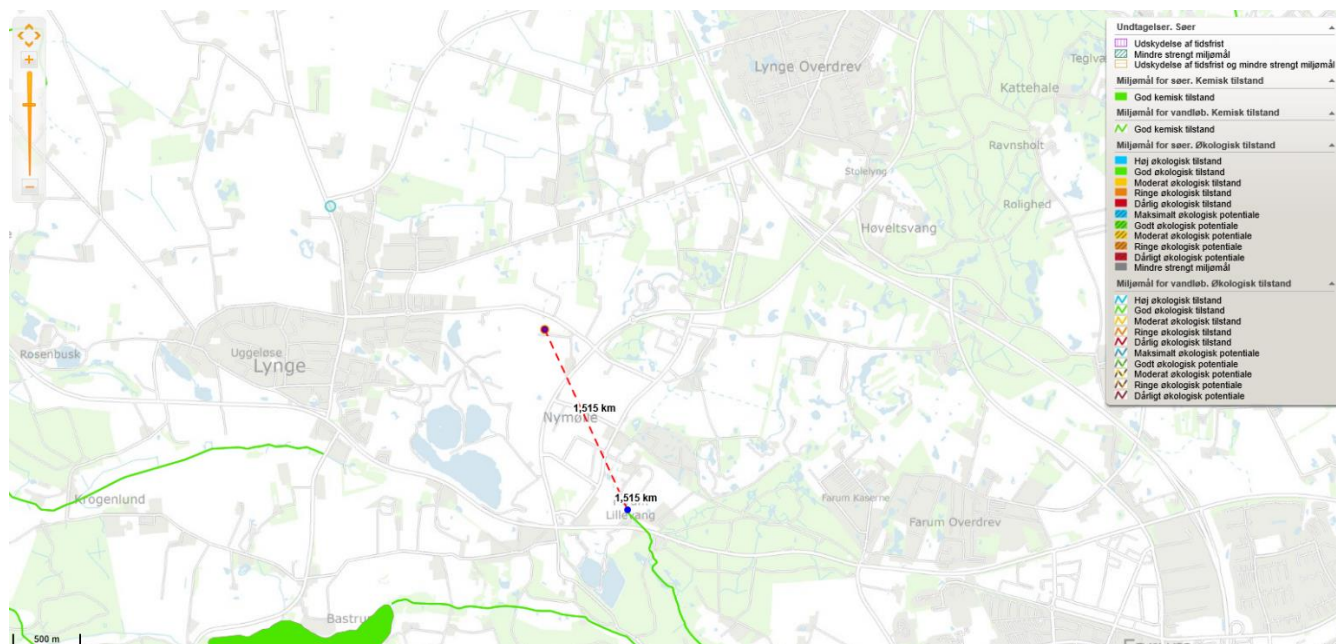 Undtagelser. Søer
Udskydelse af tidsfrist
Mindre strengt miljømål
Udskydelse af tidsfrist og mindre strengt miljømål
Miljømål for søer. Kemisk tilstand
God kemisk tilstand
Miljømål for vandløb. Kemisk tilstand
God kemisk tilstand
Miljømål for søer. Økologisk tilstand
Høj økologisk tilstand
God økologisk tilstand
Moderat økologisk tilstand
Ringe økologisk tilstand
Dårlig økologisk tilstand
Maksimalt økologisk potentiale
Godt økologisk potentiale
Moderat økologisk potentiale
Ringe økologisk potentiale
Dårligt økologisk potentiale
Mindre strengt miljømål
Miljømål for vandløb. Økologisk tilstand
Høj økologisk tilstand
God økologisk tilstand
Moderat økologisk tilstand
Ringe økologisk tilstand
Dårlig økologisk tilstand
Maksimalt økologisk potentiale
Godt økologisk potentiale
Moderat økologisk potentiale
Ringe økologisk potentiale
Dårligt økologisk potentiale
Lynge Overdrev
Kattehale
Ravnsholt
Stolelyng
Rolighed
Høveltsvang
Rosenbusk
Uggeløse
Lynge
1,515 km
Nymølle
Krogenlund
1,515 km
Lillevang
Farum Kaserne
Farum Overdrev
500 m